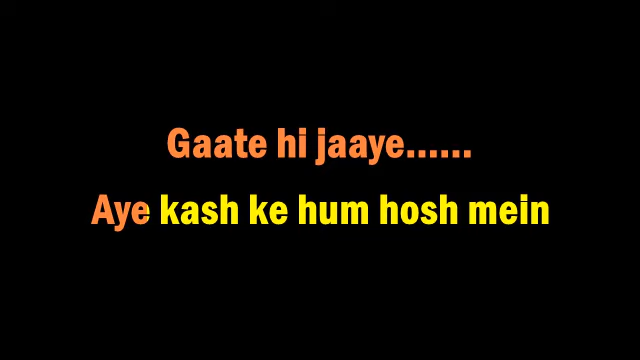 Gaate hi jaaye......
Aye kash ke hum hosh mein